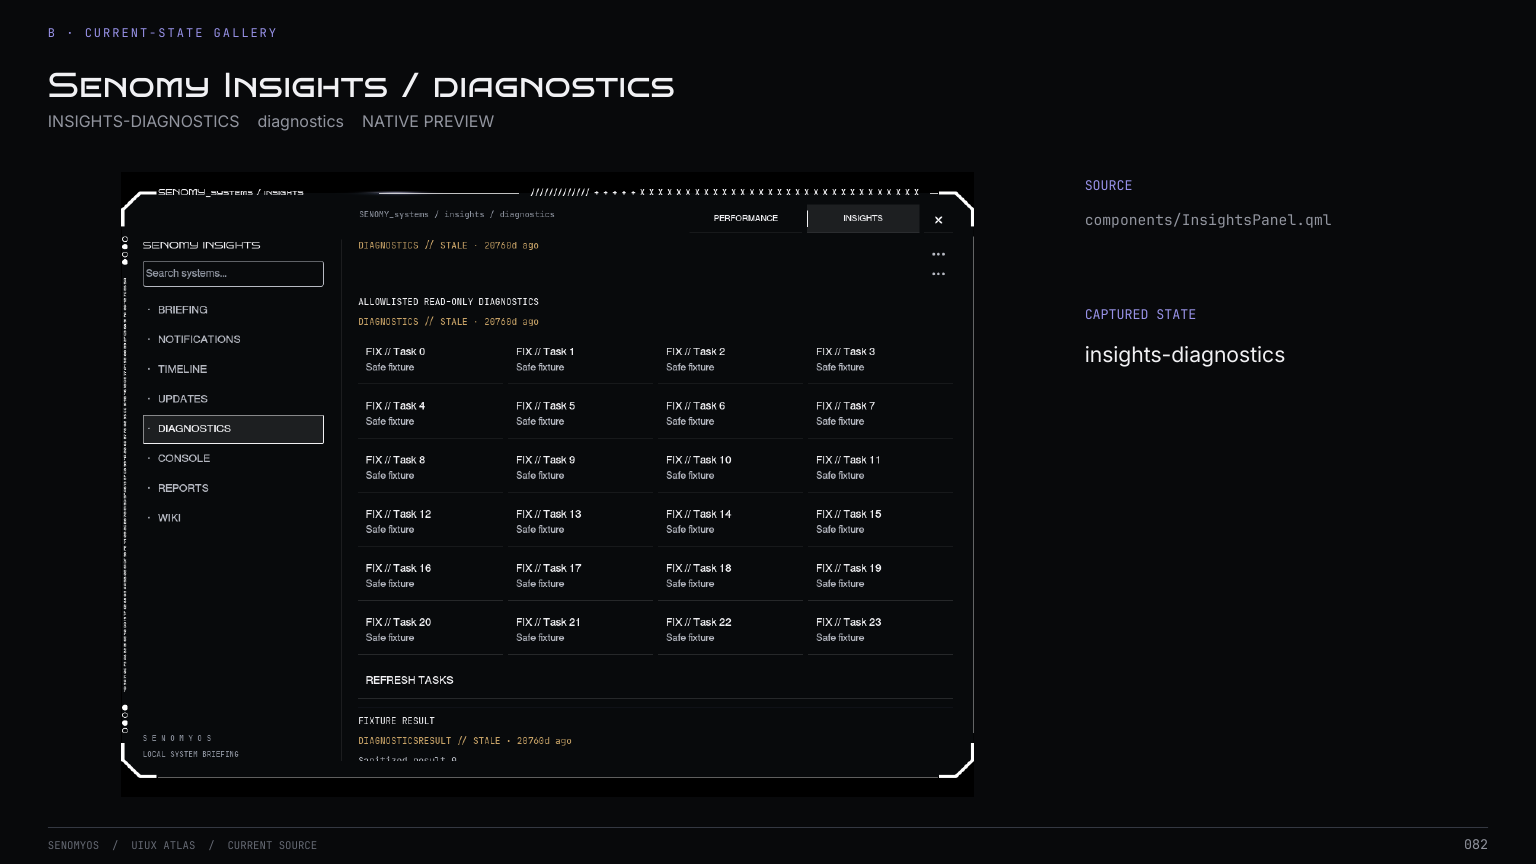 B · CURRENT-STATE GALLERY
Senomy Insights / diagnostics
INSIGHTS-DIAGNOSTICS diagnostics NATIVE PREVIEW
SENOMY_systems / insights
//////////// + + + + + X X X X X X X X X X X X X X X X X X X X X X X X X X
SENOMY_systems / insights / diagnostics
PERFORMANCE
INSIGHTS
×
SENOMY INSIGHTS
Search systems...
· BRIEFING
· NOTIFICATIONS
· TIMELINE
· UPDATES
· DIAGNOSTICS
· CONSOLE
· REPORTS
· WIKI
SENOMYOS
LOCAL SYSTEM BRIEFING
DIAGNOSTICS // STALE · 20760d ago
•••
•••
ALLOWLISTED READ-ONLY DIAGNOSTICS
DIAGNOSTICS // STALE · 20760d ago
FIX // Task 0
Safe fixture
FIX // Task 1
Safe fixture
FIX // Task 2
Safe fixture
FIX // Task 3
Safe fixture
FIX // Task 4
Safe fixture
FIX // Task 5
Safe fixture
FIX // Task 6
Safe fixture
FIX // Task 7
Safe fixture
FIX // Task 8
Safe fixture
FIX // Task 9
Safe fixture
FIX // Task 10
Safe fixture
FIX // Task 11
Safe fixture
FIX // Task 12
Safe fixture
FIX // Task 13
Safe fixture
FIX // Task 14
Safe fixture
FIX // Task 15
Safe fixture
FIX // Task 16
Safe fixture
FIX // Task 17
Safe fixture
FIX // Task 18
Safe fixture
FIX // Task 19
Safe fixture
FIX // Task 20
Safe fixture
FIX // Task 21
Safe fixture
FIX // Task 22
Safe fixture
FIX // Task 23
Safe fixture
REFRESH TASKS
FIXTURE RESULT
DIAGNOSTICSRESULT // STALE · 20760d ago
Sanitized result 0
SOURCE
components/InsightsPanel.qml
CAPTURED STATE
insights-diagnostics
SENOMYOS / UIUX ATLAS / CURRENT SOURCE
082